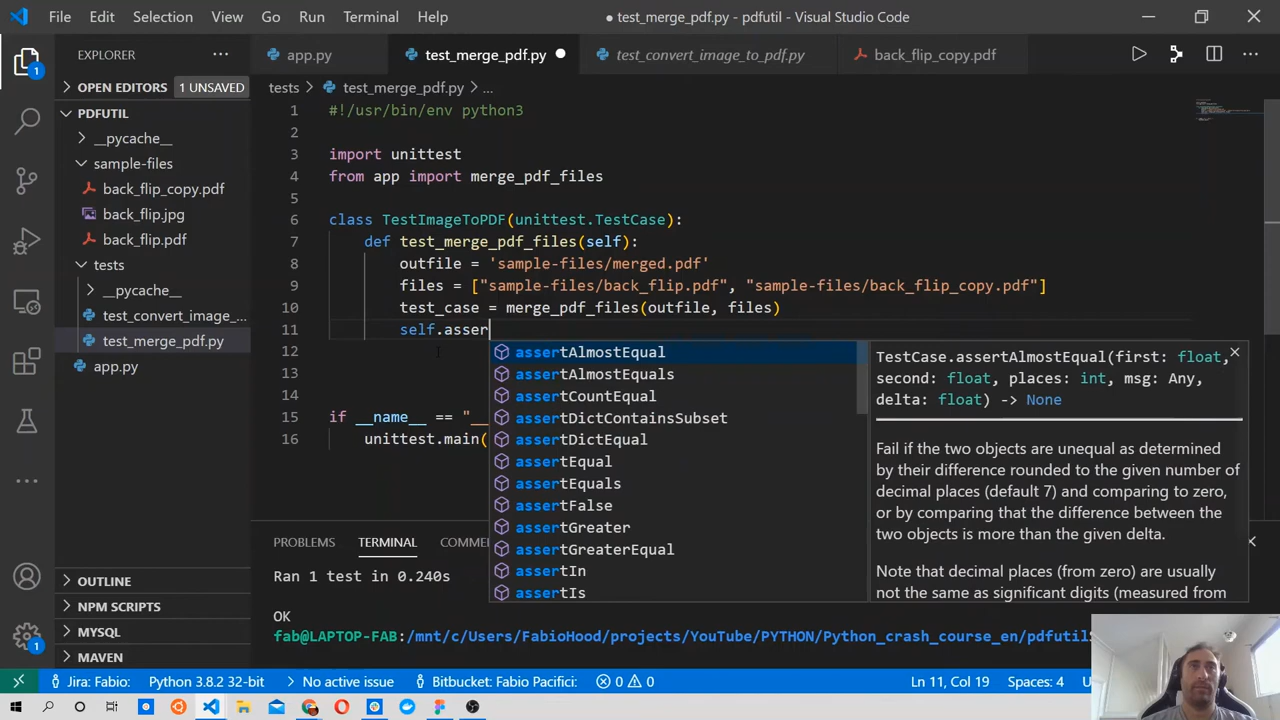 File Edit Selection View Go Run Terminal Help
● test_merge_pdf.py - pdfutil - Visual Studio Code
EXPLORER
app.py
test_merge_pdf.py
test_convert_image_to_pdf.py
back_flip_copy.pdf
1
OPEN EDITORS 1 UNSAVED
tests > test_merge_pdf.py > ...
PDFUTIL
__pycache__
sample-files
back_flip_copy.pdf
back_flip.jpg
back_flip.pdf
tests
__pycache__
test_convert_image_...
test_merge_pdf.py
app.py
OUTLINE
NPM SCRIPTS
MYSQL
MAVEN
1
1 #!/usr/bin/env python3
2
3 import unittest
4 from app import merge_pdf_files
5
6 class TestImageToPDF(unittest.TestCase):
7 def test_merge_pdf_files(self):
8 outfile = 'sample-files/merged.pdf'
9 files = ["sample-files/back_flip.pdf", "sample-files/back_flip_copy.pdf"]
10 test_case = merge_pdf_files(outfile, files)
11 self.asser
12
13
14
15 if __name__ == "__
16 unittest.main(
assertAlmostEqual
assertAlmostEquals
assertCountEqual
assertDictContainsSubset
assertDictEqual
assertEqual
assertEquals
assertFalse
assertGreater
assertGreaterEqual
assertIn
assertIs
TestCase.assertAlmostEqual(first: float,
second: float, places: int, msg: Any,
delta: float) -> None
Fail if the two objects are unequal as determined
by their difference rounded to the given number of
decimal places (default 7) and comparing to zero,
or by comparing that the difference between the
two objects is more than the given delta.
Note that decimal places (from zero) are usually
not the same as significant digits (measured from
PROBLEMS TERMINAL COMME
Ran 1 test in 0.240s
OK
fab@LAPTOP-FAB:/mnt/c/Users/FabioHood/projects/YouTube/PYTHON/Python_crash_course_en/pdfutil
Jira: Fabio: Python 3.8.2 32-bit No active issue Bitbucket: Fabio Pacifici: 0 0 Ln 11, Col 19 Spaces: 4